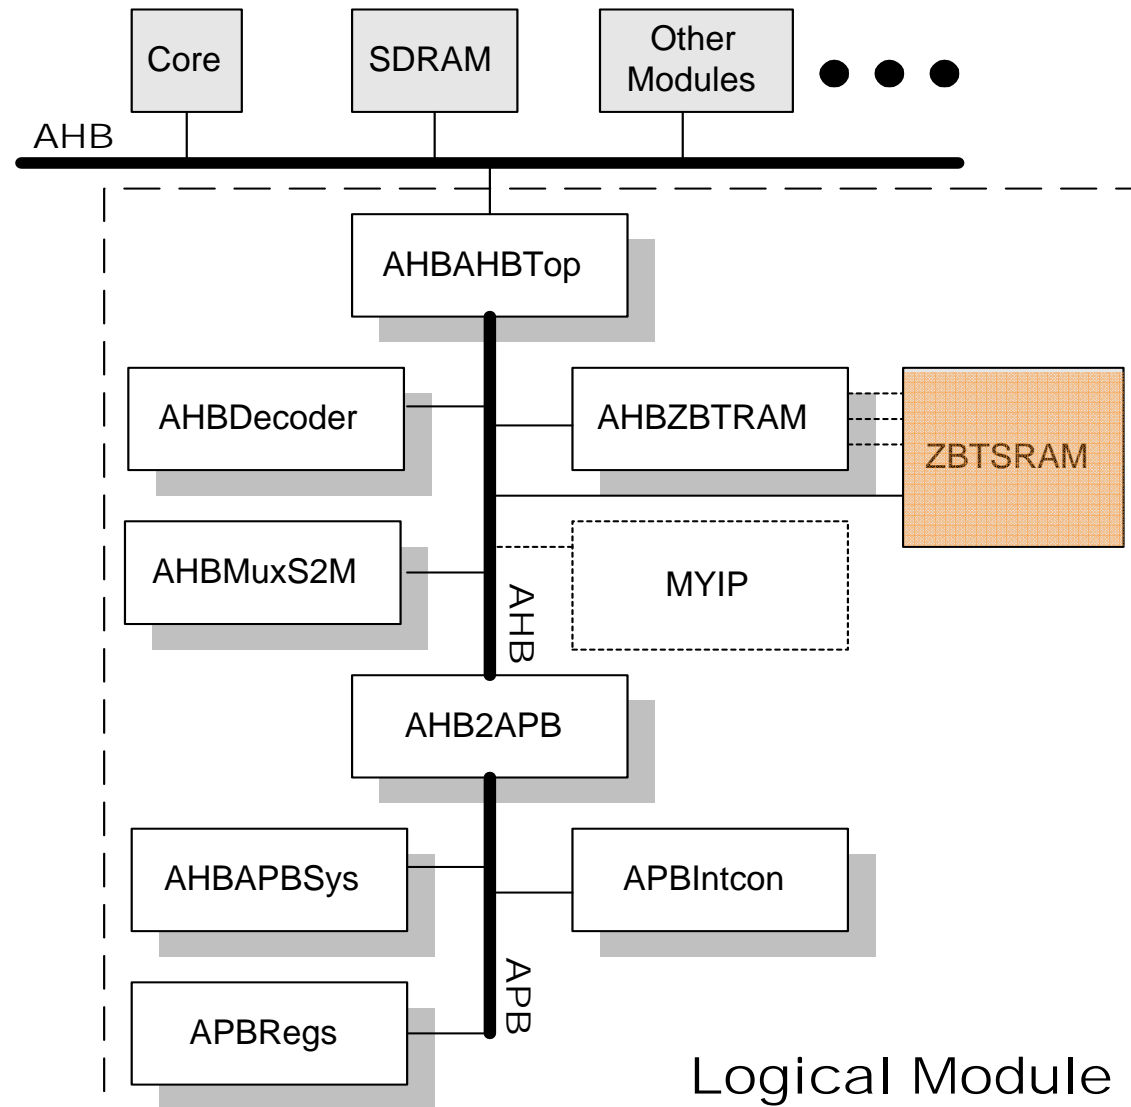 Core
SDRAM
Other
Modules
AHB
AHBAHBTop
AHBDecoder
AHBZBTRAM
ZBTSRAM
AHBMuxS2M
MYIP
AHB
AHB2APB
AHBAPBSys
APBIntcon
APB
APBRegs
Logical Module